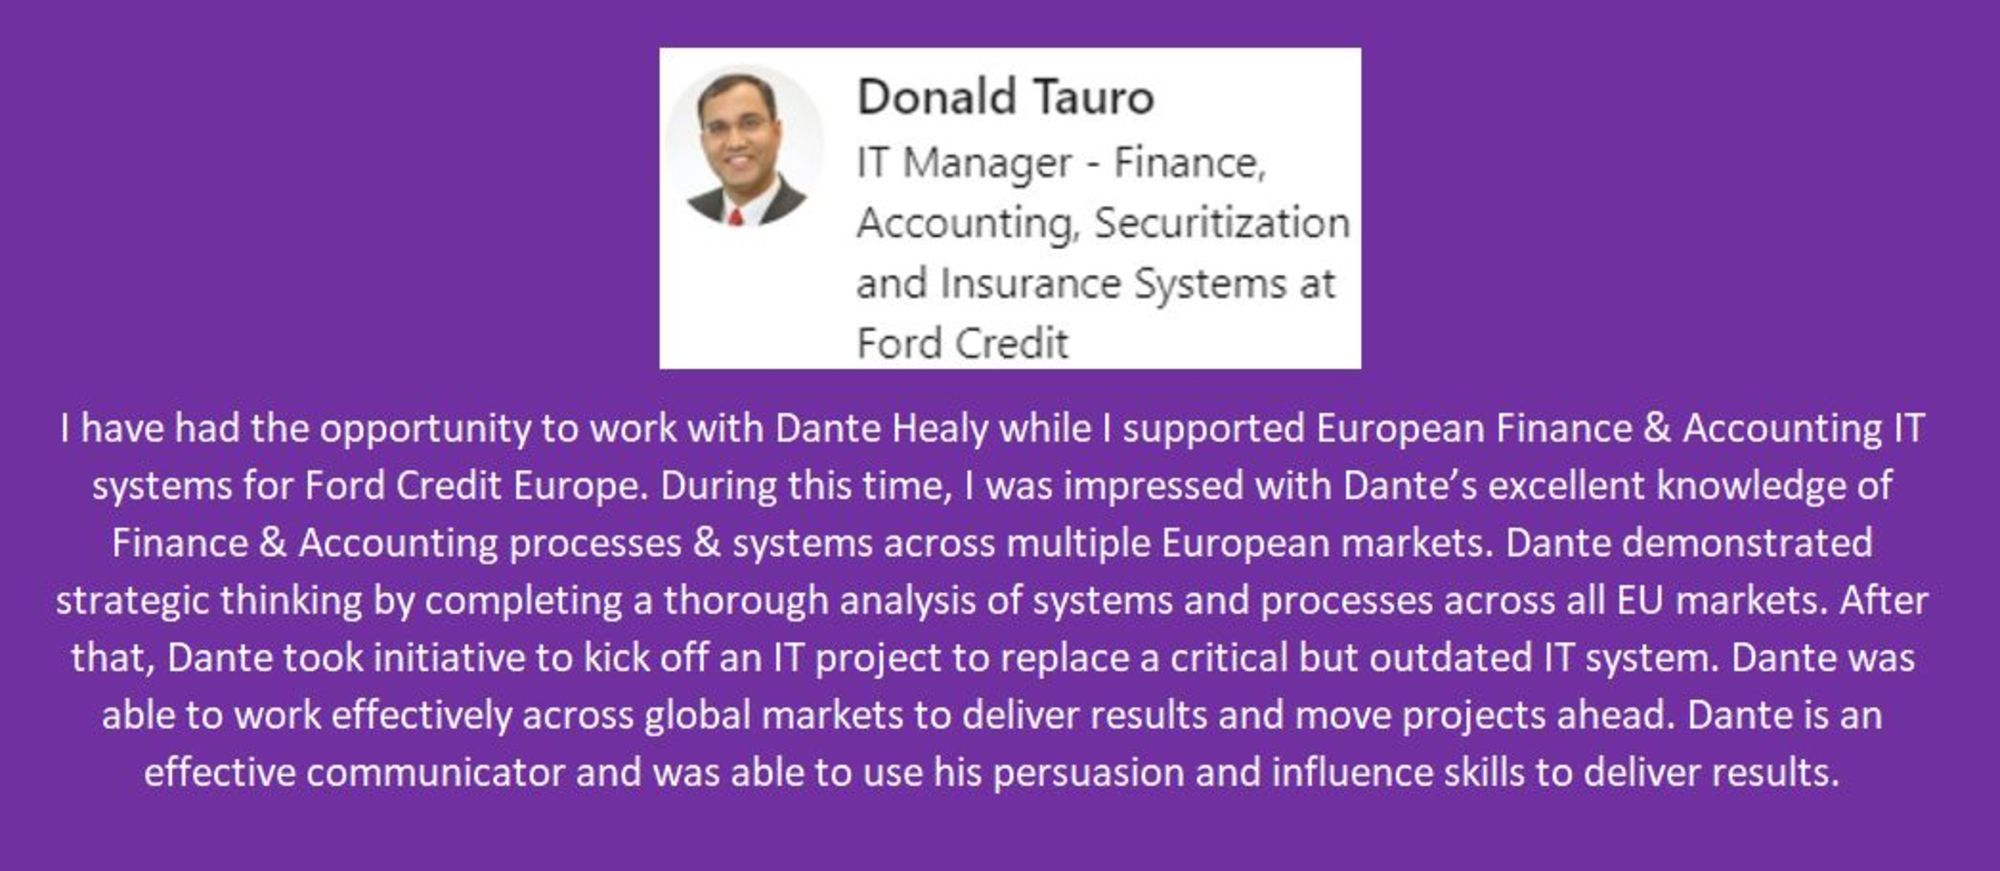 Donald Tauro
IT Manager - Finance,
Accounting, Securitization
and Insurance Systems at
Ford Credit
I have had the opportunity to work with Dante Healy while I supported European Finance & Accounting IT
systems for Ford Credit Europe. During this time, I was impressed with Dante’s excellent knowledge of
Finance & Accounting processes & systems across multiple European markets. Dante demonstrated
strategic thinking by completing a thorough analysis of systems and processes across all EU markets. After
that, Dante took initiative to kick off an IT project to replace a critical but outdated IT system. Dante was
able to work effectively across global markets to deliver results and move projects ahead. Dante is an
effective communicator and was able to use his persuasion and influence skills to deliver results.